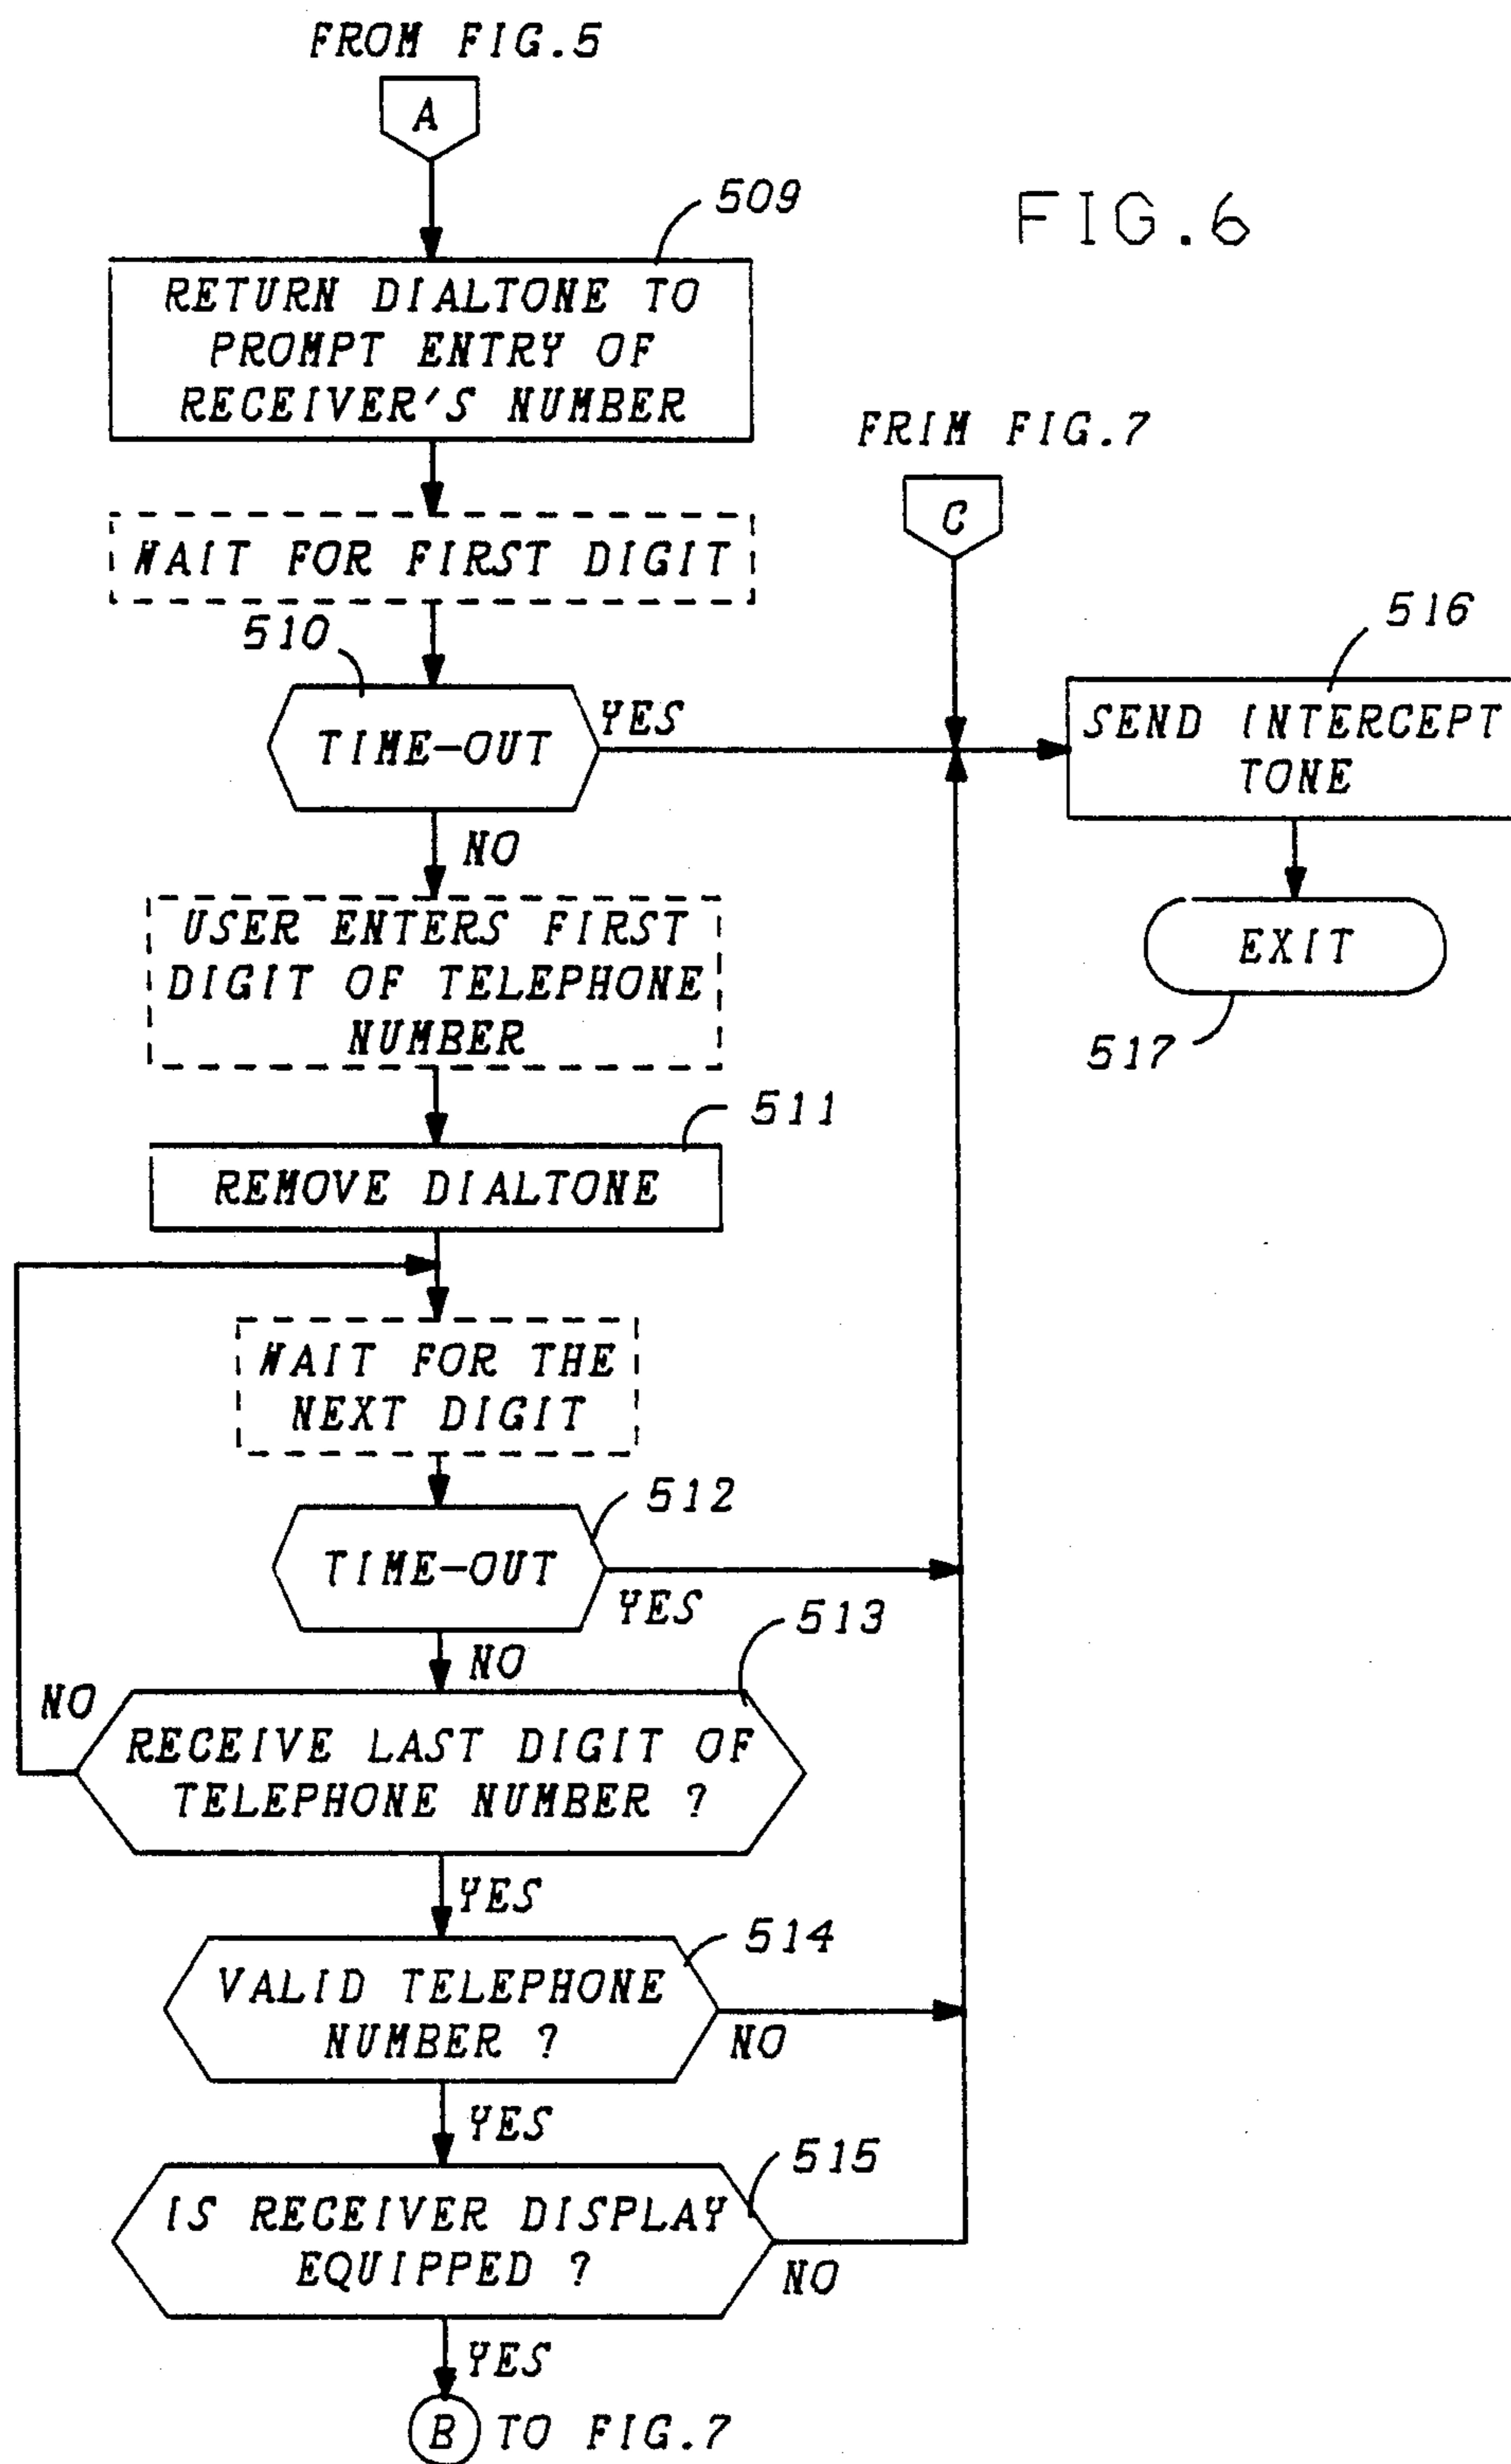 FROM FIG.5
A
FIG.6
509
RETURN DIALTONE TO
PROMPT ENTRY OF
RECEIVER'S NUMBER
FRIM FIG.7
C
WAIT FOR FIRST DIGIT
510
TIME-OUT
YES
516
SEND INTERCEPT
TONE
NO
EXIT
517
USER ENTERS FIRST
DIGIT OF TELEPHONE
NUMBER
511
REMOVE DIALTONE
WAIT FOR THE
NEXT DIGIT
512
TIME-OUT
YES
NO
513
NO
RECEIVE LAST DIGIT OF
TELEPHONE NUMBER ?
YES
514
VALID TELEPHONE
NUMBER ?
NO
YES
515
IS RECEIVER DISPLAY
EQUIPPED ?
NO
YES
B TO FIG.7